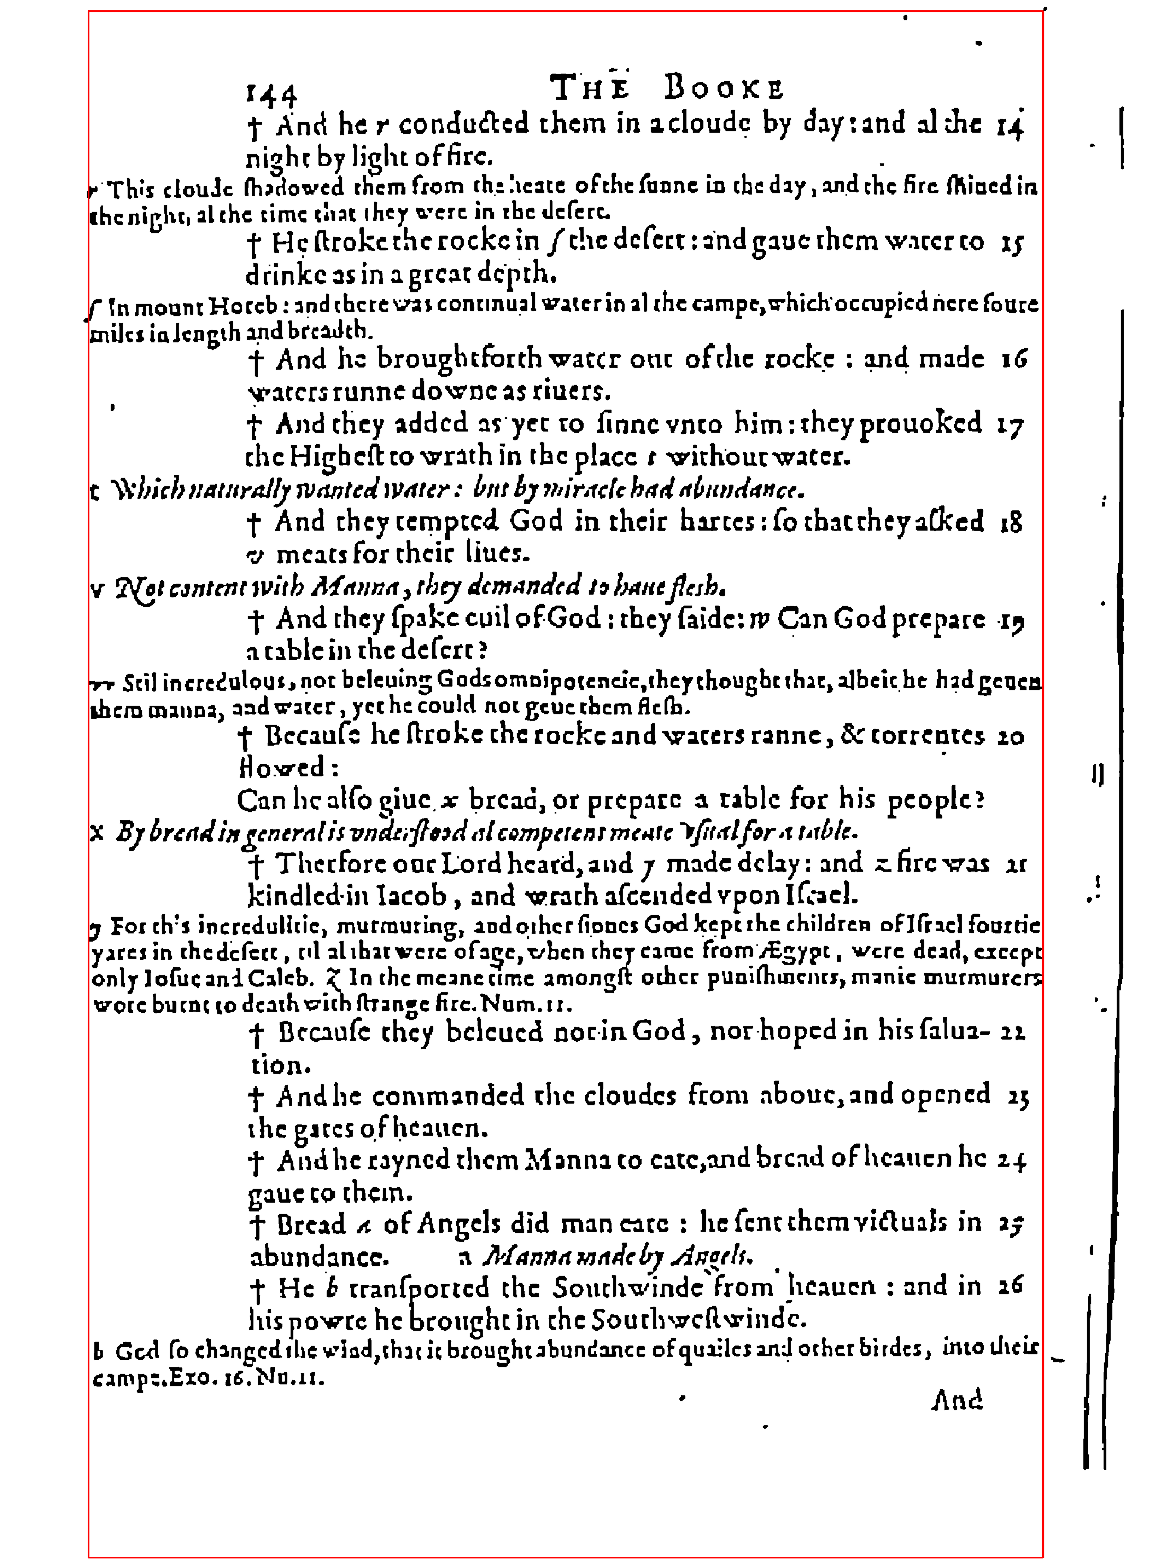 144 THE BOOKE
† And he r conducted them in a cloude by day: and al the 14
night by light of fire.
r This cloude ſhadowed them from the heate of the ſunne in the day, and the fire ſhined in
the night, al the time that they were in the deſert.
† He ſtroke the rocke in ſ the deſert: and gaue them water to 15
drinke as in a great depth.
ſ In mount Horeb: and there was continual water in al the campe, which occupied nere foure
miles in length and breadth.
† And he brought forth water out of the rocke : and made 16
waters runne downe as riuers.
† And they added as yet to ſinne vnto him: they prouoked 17
the Higheſt to wrath in the place t without water.
t Which naturally wanted water: but by miracle had abundance.
† And they tempted God in their hartes: ſo that they aſked 18
v meats for their liues.
v Not content with Manna, they demanded to haue flesh.
† And they ſpake euil of God: they ſaide: w Can God prepare 19
a table in the deſert?
w Stil incredulous, not beleuing Gods omnipotencie, they thought that, albeit he had geuen
them manna, and water, yet he could not geue them fleſh.
† Becauſe he ſtroke the rocke and waters ranne, & torrentes 20
flowed:
Can he alſo giue x bread, or prepare a table for his people?
x By bread in general is vnderſtood al competent meate vſual for a table.
† Therfore our Lord heard, and y made delay: and z fire was 21
kindled in Iacob, and wrath aſcended vpon Iſrael.
y For this incredulitie, murmuring, and other ſinnes God kept the children of Iſrael fourtie
yares in the deſert, til al that were of age, when they came from Ægypt, were dead, except
only Ioſue and Caleb. z In the meane time amongſt other puniſhments, manie murmurers
wore burnt to death with ſtrange fire. Num. 11.
† Becauſe they beleued not in God, nor hoped in his ſalua- 22
tion.
† And he commanded the cloudes from aboue, and opened 23
the gates of heauen.
† And he rayned them Manna to eate, and bread of heauen he 24
gaue to them.
† Bread a of Angels did man eate : he ſent them victuals in 25
abundance. a Manna made by Angels.
† He b tranſported the Southwinde from heauen : and in 26
his powre he brought in the Southweſtwinde.
b God ſo changed the wind, that it brought abundance of quailes and other birdes, into their
campe. Exo. 16. Nu. 11.
And